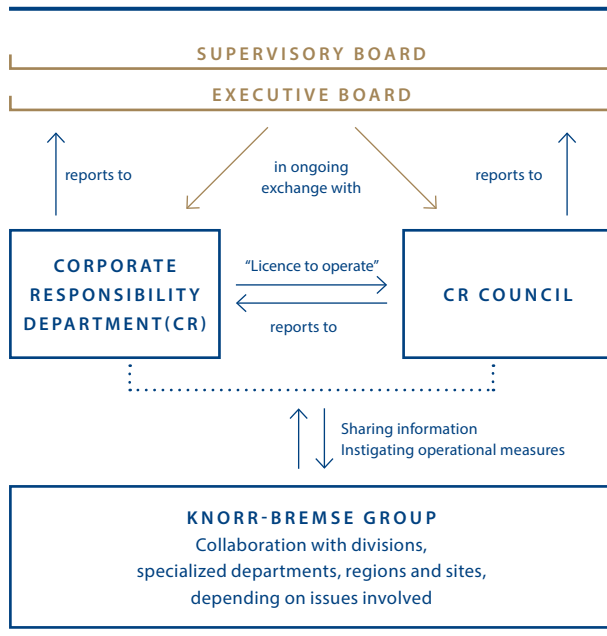 SUPERVISORY BOARD
EXECUTIVE BOARD
reports to
in ongoing
exchange with
reports to
CORPORATE
RESPONSIBILITY
DEPARTMENT(CR)
“Licence to operate”
reports to
CR COUNCIL
Sharing information
Instigating operational measures
KNORR-BREMSE GROUP
Collaboration with divisions,
specialized departments, regions and sites,
depending on issues involved